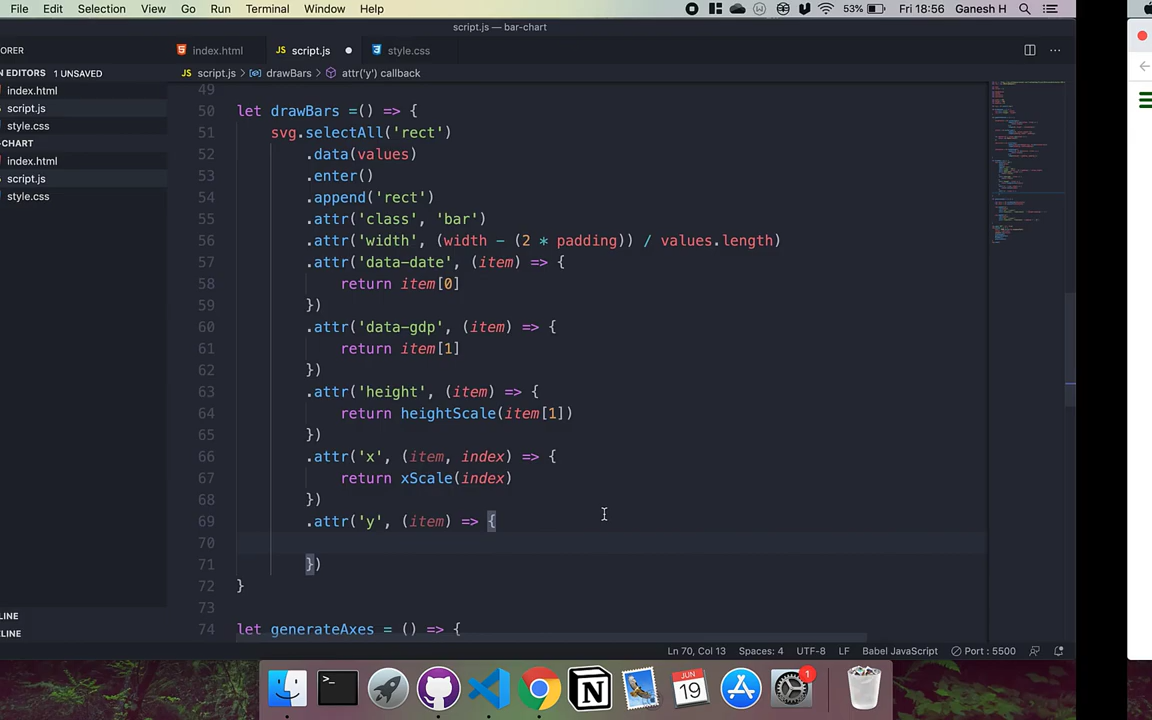 File Edit Selection View Go Run Terminal Window Help 53% Fri 18:56 Ganesh H
script.js — bar-chart
ORER
index.html JS script.js style.css
N EDITORS 1 UNSAVED
JS script.js > drawBars > attr('y') callback
index.html
script.js
style.css
-CHART
index.html
script.js
style.css
49
50 let drawBars =() => {
51 svg.selectAll('rect')
52 .data(values)
53 .enter()
54 .append('rect')
55 .attr('class', 'bar')
56 .attr('width', (width - (2 * padding)) / values.length)
57 .attr('data-date', (item) => {
58 return item[0]
59 })
60 .attr('data-gdp', (item) => {
61 return item[1]
62 })
63 .attr('height', (item) => {
64 return heightScale(item[1])
65 })
66 .attr('x', (item, index) => {
67 return xScale(index)
68 })
69 .attr('y', (item) => {
70
71 })
72 }
73
74 let generateAxes = () => {
LINE
ELINE
Ln 70, Col 13 Spaces: 4 UTF-8 LF Babel JavaScript Port : 5500
>_
N
JUN
19
1